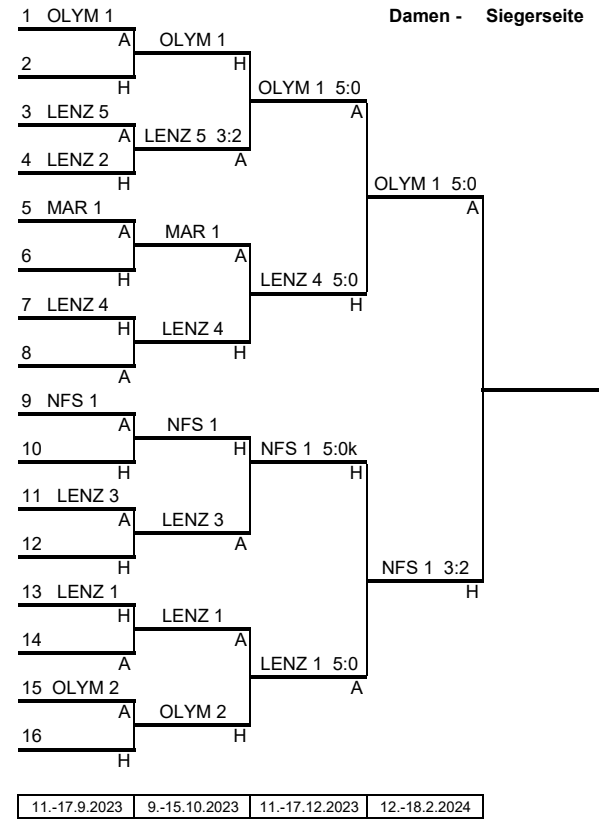 Damen - Siegerseite
1 OLYM 1
A OLYM 1
2 H
H OLYM 1 5:0
3 LENZ 5 A
A LENZ 5 3:2
4 LENZ 2 A
H OLYM 1 5:0
5 MAR 1 A
A MAR 1
6 A
H LENZ 4 5:0
7 LENZ 4 H
H LENZ 4
8 H
A
9 NFS 1
A NFS 1
10 H NFS 1 5:0k
H H
11 LENZ 3
A LENZ 3
12 A
H NFS 1 3:2
13 LENZ 1 H
H LENZ 1
14 A
A LENZ 1 5:0
15 OLYM 2 A
A OLYM 2
16 H
H
11.-17.9.2023 9.-15.10.2023 11.-17.12.2023 12.-18.2.2024